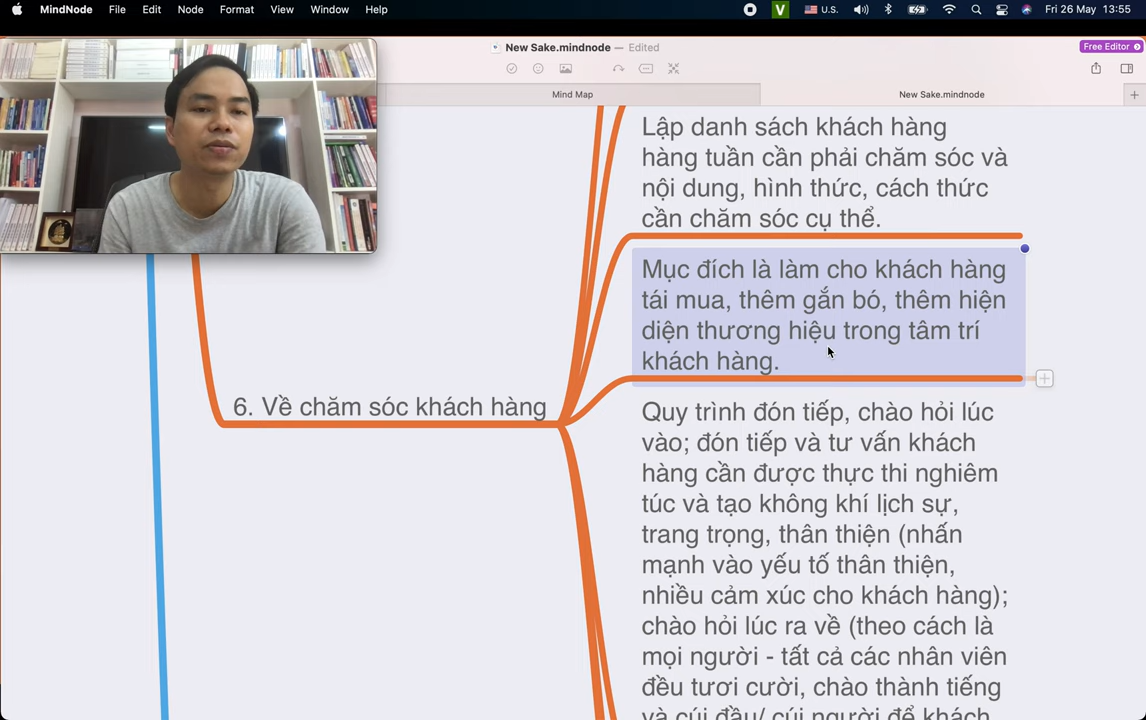 MindNode File Edit Node Format View Window Help
V
U.S.
Fri 26 May 13:55
New Sake.mindnode — Edited
Free Editor
Mind Map
New Sake.mindnode
Lập danh sách khách hàng
hàng tuần cần phải chăm sóc và
nội dung, hình thức, cách thức
cần chăm sóc cụ thể.
Mục đích là làm cho khách hàng
tái mua, thêm gắn bó, thêm hiện
diện thương hiệu trong tâm trí
khách hàng.
6. Về chăm sóc khách hàng
Quy trình đón tiếp, chào hỏi lúc
vào; đón tiếp và tư vấn khách
hàng cần được thực thi nghiêm
túc và tạo không khí lịch sự,
trang trọng, thân thiện (nhấn
mạnh vào yếu tố thân thiện,
nhiều cảm xúc cho khách hàng);
chào hỏi lúc ra về (theo cách là
mọi người - tất cả các nhân viên
đều tươi cười, chào thành tiếng
và cúi đầu/ cúi người để khách